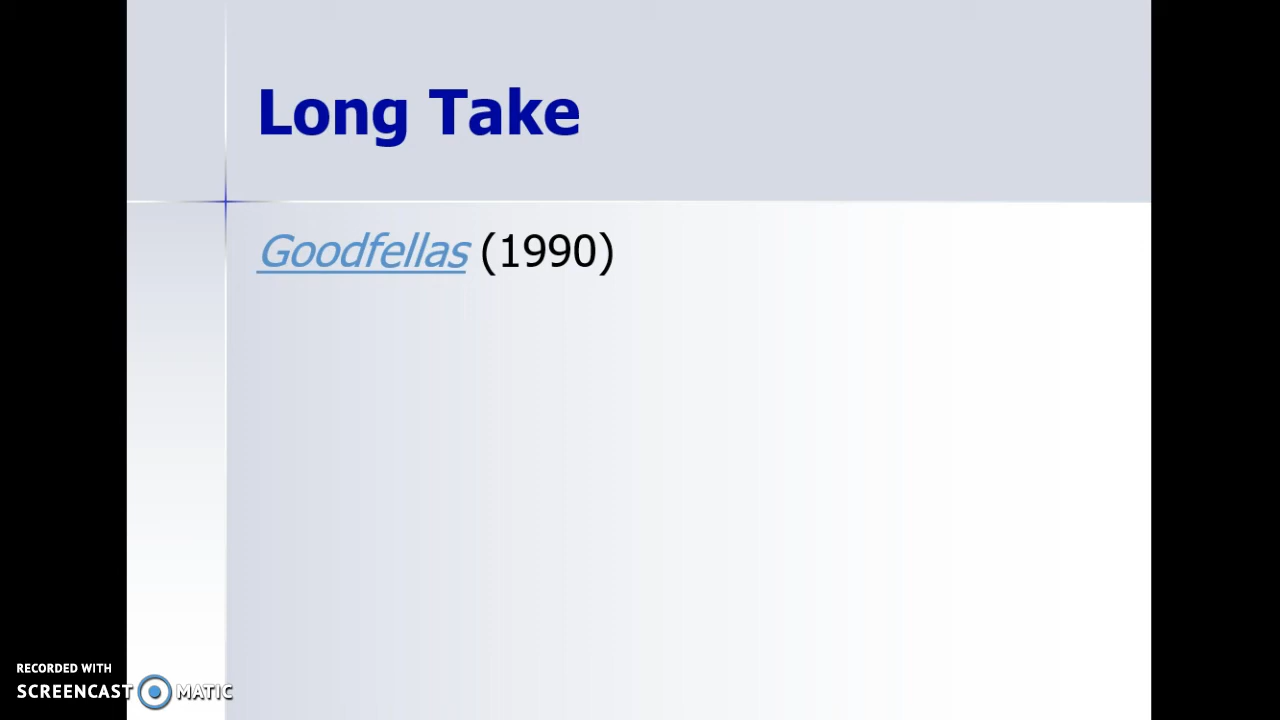 Long Take
Goodfellas (1990)
RECORDED WITH
SCREENCAST MATIC